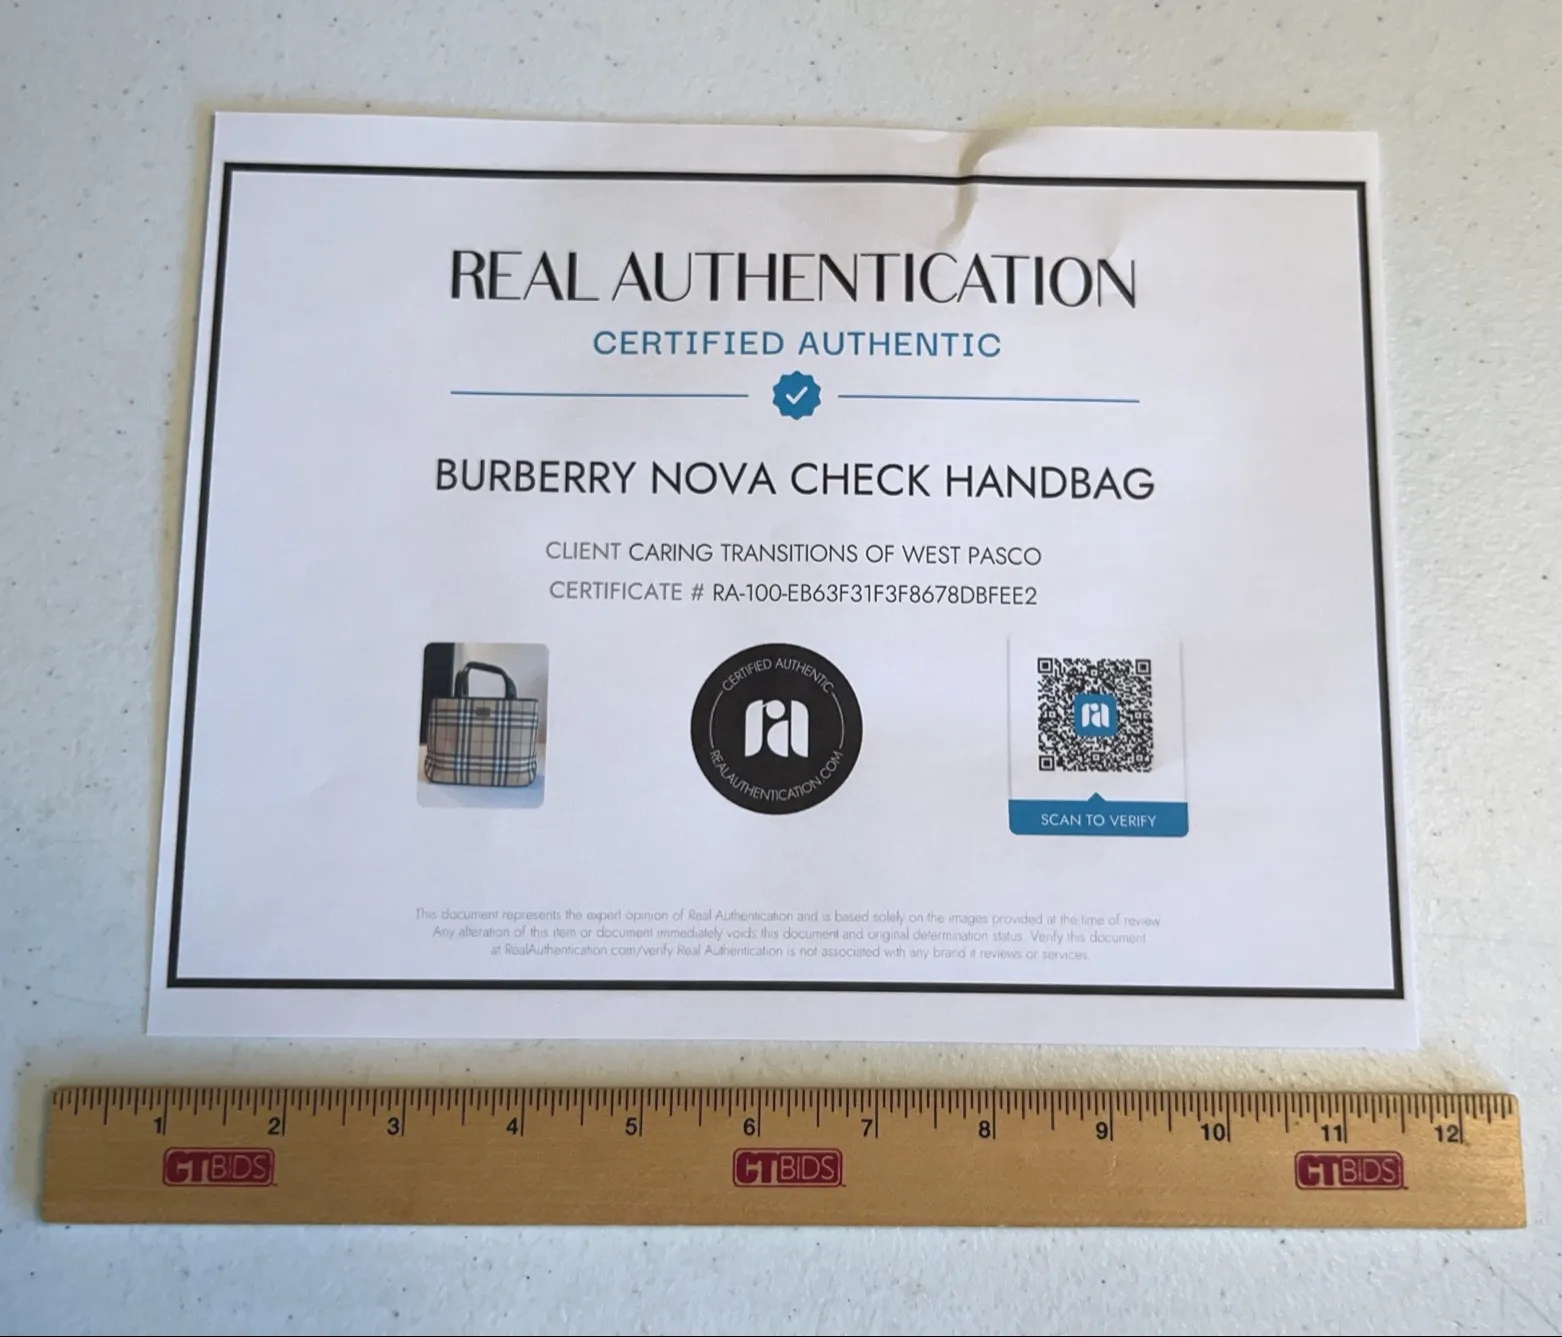 REAL AUTHENTICATION
CERTIFIED AUTHENTIC
BURBERRY NOVA CHECK HANDBAG
CLIENT CARING TRANSITIONS OF WEST PASCO
CERTIFICATE # RA-100-EB63F31F3F8678DBFEE2
CERTIFIED AUTHENTIC
ra
REALAUTHENTICATION.COM
ra
SCAN TO VERIFY
This document represents the expert opinion of Real Authentication and is based solely on the images provided at the time of review.
Any alteration of this item or document immediately voids this document and original determination status. Verify this document
at RealAuthentication.com/verify Real Authentication is not associated with any brand it reviews or services.
1 2 3 4 5 6 7 8 9 10 11 12
CTBIDS CTBIDS CTBIDS